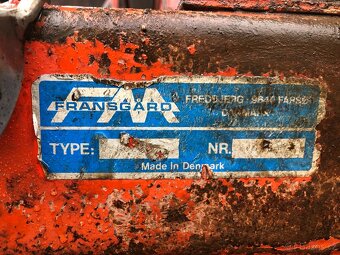 FRANSGÅRD
FREDBJERG · 9640 FARSØ
DENMARK
TYPE: NR.
Made in Denmark